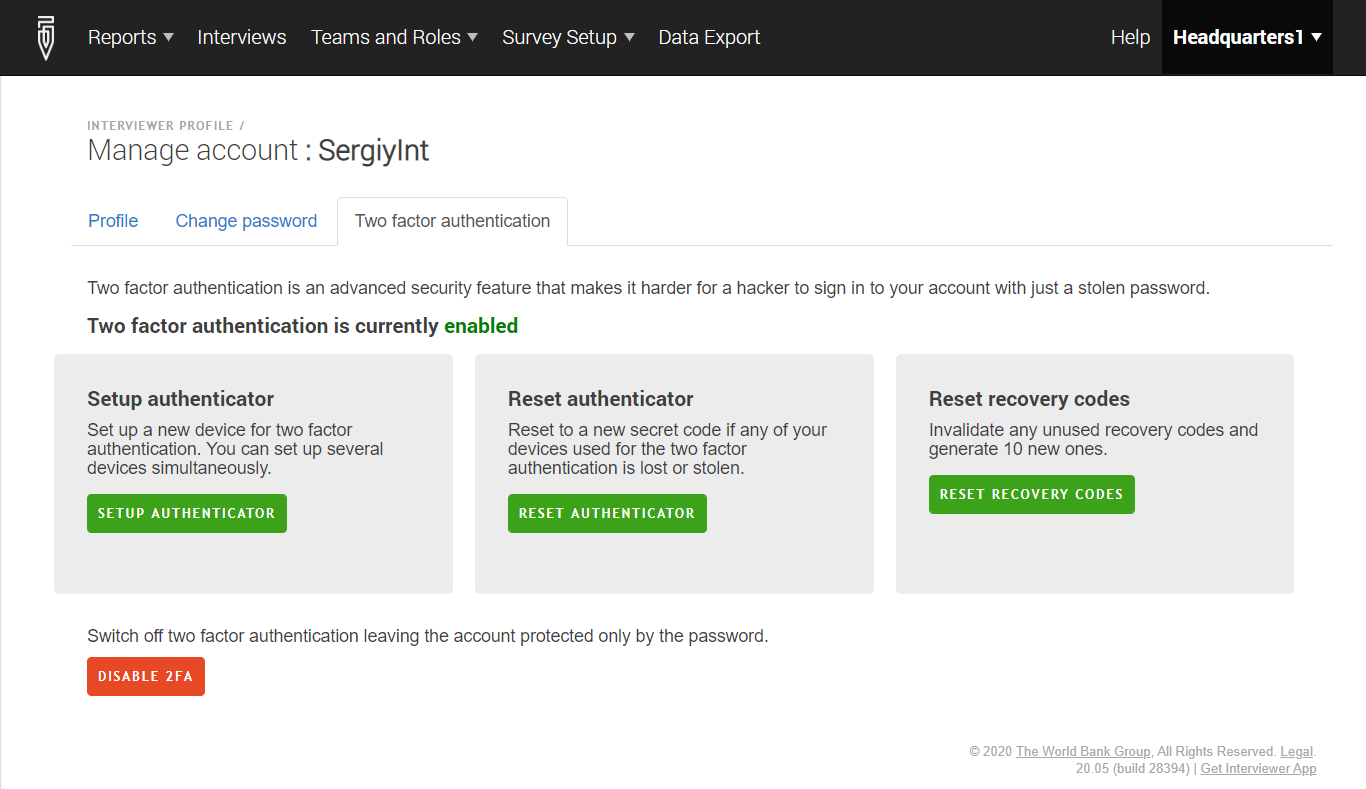 Reports Interviews Teams and Roles Survey Setup Data Export Help Headquarters1
INTERVIEWER PROFILE /
Manage account : SergiyInt
Profile Change password Two factor authentication
Two factor authentication is an advanced security feature that makes it harder for a hacker to sign in to your account with just a stolen password.
Two factor authentication is currently enabled
Setup authenticator
Set up a new device for two factor
authentication. You can set up several
devices simultaneously.
SETUP AUTHENTICATOR
Reset authenticator
Reset to a new secret code if any of your
devices used for the two factor
authentication is lost or stolen.
RESET AUTHENTICATOR
Reset recovery codes
Invalidate any unused recovery codes and
generate 10 new ones.
RESET RECOVERY CODES
Switch off two factor authentication leaving the account protected only by the password.
DISABLE 2FA
© 2020 The World Bank Group, All Rights Reserved. Legal.
20.05 (build 28394) | Get Interviewer App